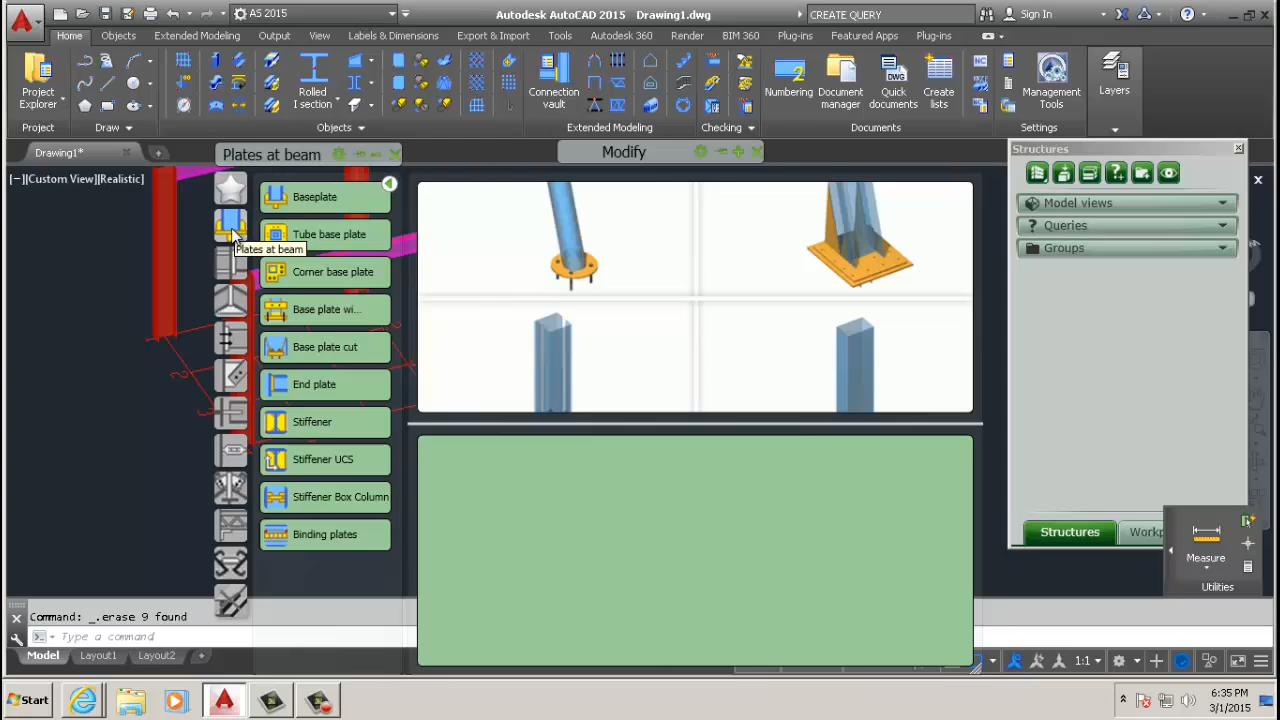 AS 2015
Autodesk AutoCAD 2015 Drawing1.dwg
CREATE QUERY
Sign In
Home
Objects
Extended Modeling
Output
View
Labels & Dimensions
Export & Import
Tools
Autodesk 360
Render
BIM 360
Plug-ins
Featured Apps
Plug-ins
Project
Explorer
Rolled
I section
Connection
vault
Numbering
Document
manager
Quick
documents
Create
lists
Management
Tools
Layers
Project
Draw
Objects
Extended Modeling
Checking
Documents
Settings
Drawing1*
Plates at beam
Modify
Structures
[−][Custom View][Realistic]
Baseplate
Tube base plate
Plates at beam
Corner base plate
Base plate wi...
Base plate cut
End plate
Stiffener
Stiffener UCS
Stiffener Box Column
Binding plates
Model views
Queries
Groups
Structures
Workp
Measure
Utilities
Command: _.erase 9 found
Type a command
Model
Layout1
Layout2
1:1
Start
6:35 PM
3/1/2015